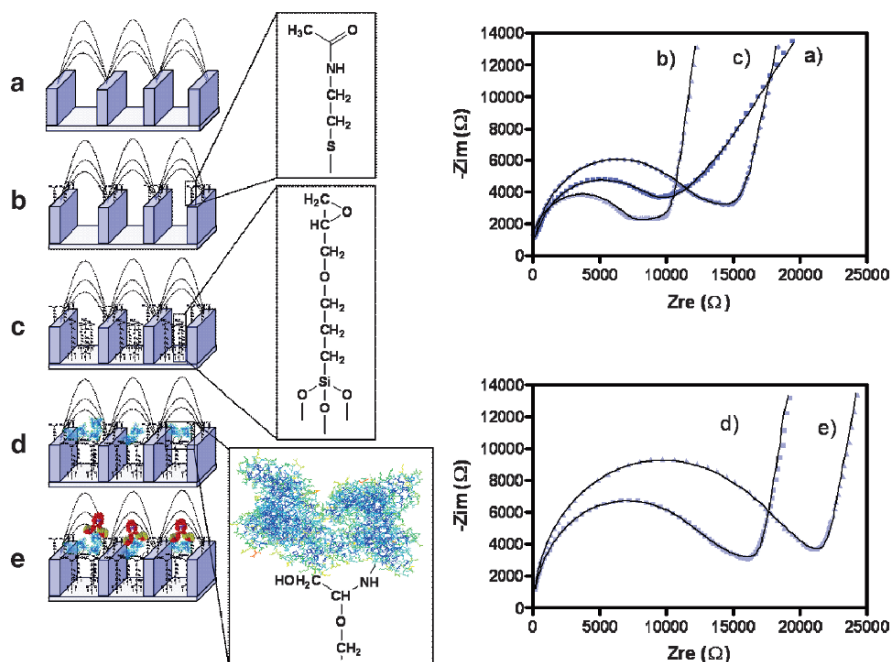 a
b
c
d
e
H₃C
O
NH
CH₂
CH₂
S
H₂C
O
HC
CH₂
O
CH₂
CH₂
CH₂
Si
O
O
O
HOH₂C
NH
CH
O
CH₂
b)
c)
a)
14000
12000
10000
8000
6000
4000
2000
0
-Zim (Ω)
0 5000 10000 15000 20000 25000
Zre (Ω)
d)
e)
14000
12000
10000
8000
6000
4000
2000
0
-Zim (Ω)
0 5000 10000 15000 20000 25000
Zre (Ω)